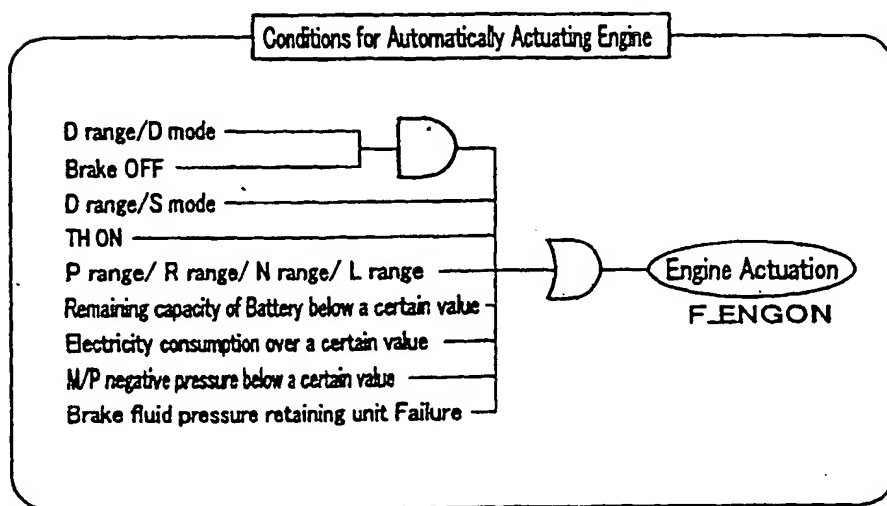 Conditions for Automatically Actuating Engine
D range/D mode
Brake OFF
D range/S mode
TH ON
P range/ R range/ N range/ L range
Remaining capacity of Battery below a certain value
Electricity consumption over a certain value
M/P negative pressure below a certain value
Brake fluid pressure retaining unit Failure
Engine Actuation
F_ENGON